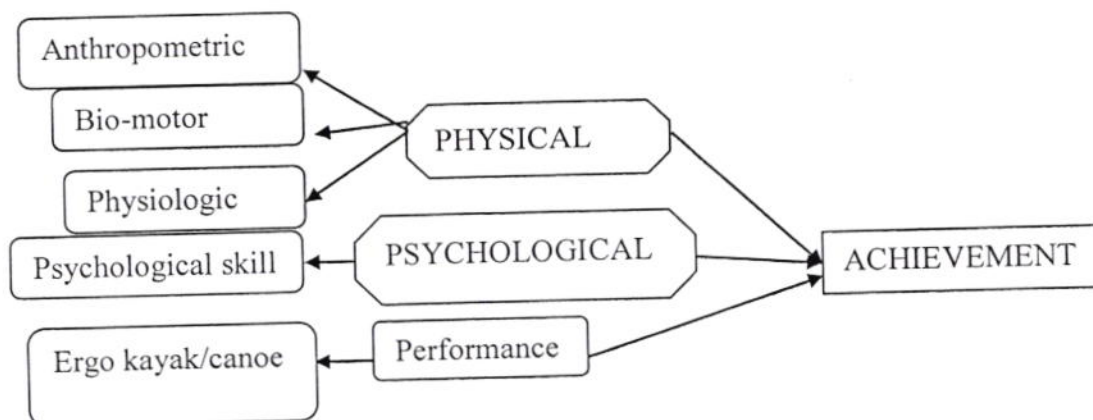 Anthropometric
Bio-motor
PHYSICAL
Physiologic
Psychological skill
PSYCHOLOGICAL
ACHIEVEMENT
Ergo kayak/canoe
Performance